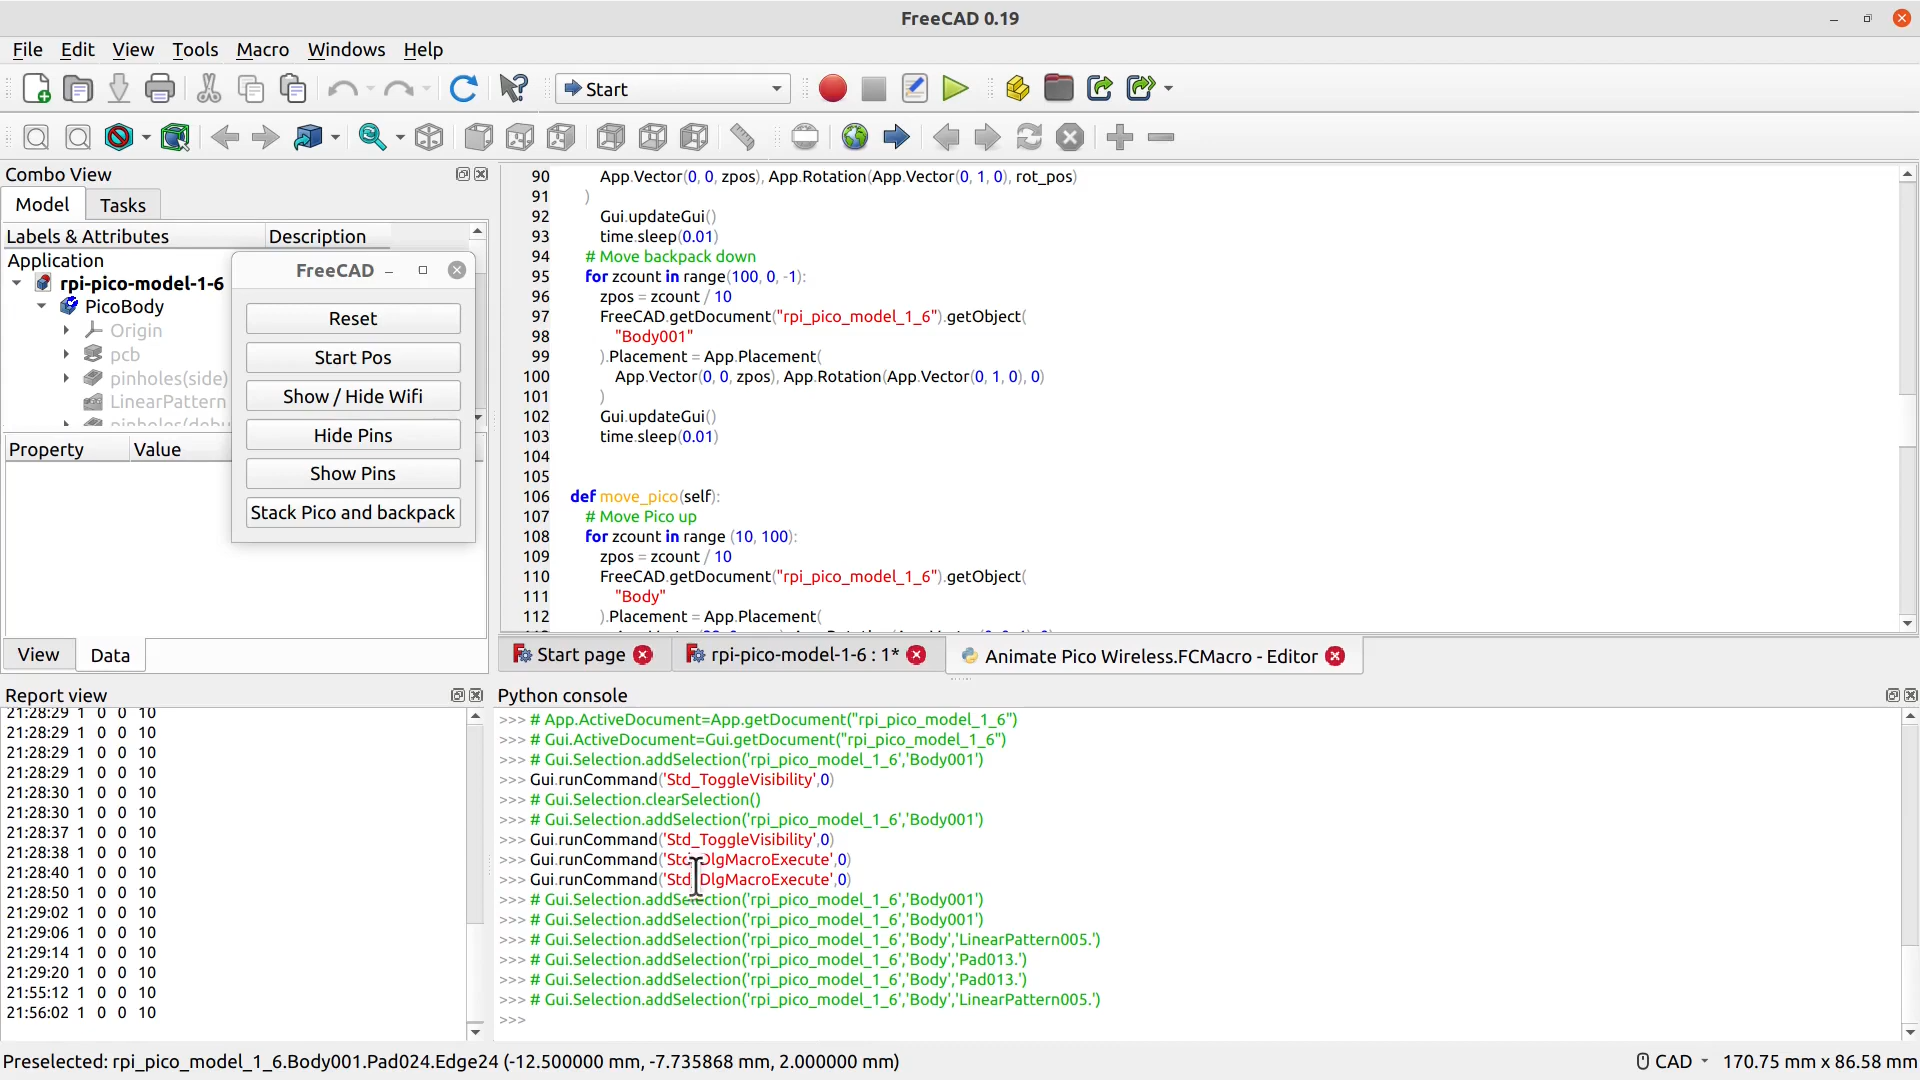 FreeCAD 0.19
File Edit View Tools Macro Windows Help
Start
Combo View
Model Tasks
Labels & Attributes Description
Application
rpi-pico-model-1-6
PicoBody
Origin
pcb
pinholes(side)
LinearPattern
Property Value
View Data
FreeCAD
Reset
Start Pos
Show / Hide Wifi
Hide Pins
Show Pins
Stack Pico and backpack
90 App.Vector(0, 0, zpos), App.Rotation(App.Vector(0, 1, 0), rot_pos)
91 )
92 Gui.updateGui()
93 time.sleep(0.01)
94 # Move backpack down
95 for zcount in range(100, 0, -1):
96 zpos = zcount / 10
97 FreeCAD.getDocument("rpi_pico_model_1_6").getObject(
98 "Body001"
99 ).Placement = App.Placement(
100 App.Vector(0, 0, zpos), App.Rotation(App.Vector(0, 1, 0), 0)
101 )
102 Gui.updateGui()
103 time.sleep(0.01)
104
105
106 def move_pico(self):
107 # Move Pico up
108 for zcount in range (10, 100):
109 zpos = zcount / 10
110 FreeCAD.getDocument("rpi_pico_model_1_6").getObject(
111 "Body"
112 ).Placement = App.Placement(
Start page rpi-pico-model-1-6 : 1* Animate Pico Wireless.FCMacro - Editor
Report view
21:28:29 1 0 0 10
21:28:29 1 0 0 10
21:28:29 1 0 0 10
21:28:29 1 0 0 10
21:28:30 1 0 0 10
21:28:30 1 0 0 10
21:28:37 1 0 0 10
21:28:38 1 0 0 10
21:28:40 1 0 0 10
21:28:50 1 0 0 10
21:29:02 1 0 0 10
21:29:06 1 0 0 10
21:29:14 1 0 0 10
21:29:20 1 0 0 10
21:55:12 1 0 0 10
21:56:02 1 0 0 10
Python console
>>> # App.ActiveDocument=App.getDocument("rpi_pico_model_1_6")
>>> # Gui.ActiveDocument=Gui.getDocument("rpi_pico_model_1_6")
>>> # Gui.Selection.addSelection('rpi_pico_model_1_6','Body001')
>>> Gui.runCommand('Std_ToggleVisibility',0)
>>> # Gui.Selection.clearSelection()
>>> # Gui.Selection.addSelection('rpi_pico_model_1_6','Body001')
>>> Gui.runCommand('Std_ToggleVisibility',0)
>>> Gui.runCommand('Std_DlgMacroExecute',0)
>>> Gui.runCommand('Std_DlgMacroExecute',0)
>>> # Gui.Selection.addSelection('rpi_pico_model_1_6','Body001')
>>> # Gui.Selection.addSelection('rpi_pico_model_1_6','Body001')
>>> # Gui.Selection.addSelection('rpi_pico_model_1_6','Body','LinearPattern005.')
>>> # Gui.Selection.addSelection('rpi_pico_model_1_6','Body','Pad013.')
>>> # Gui.Selection.addSelection('rpi_pico_model_1_6','Body','Pad013.')
>>> # Gui.Selection.addSelection('rpi_pico_model_1_6','Body','LinearPattern005.')
>>>
Preselected: rpi_pico_model_1_6.Body001.Pad024.Edge24 (-12.500000 mm, -7.735868 mm, 2.000000 mm)
CAD 170.75 mm x 86.58 mm